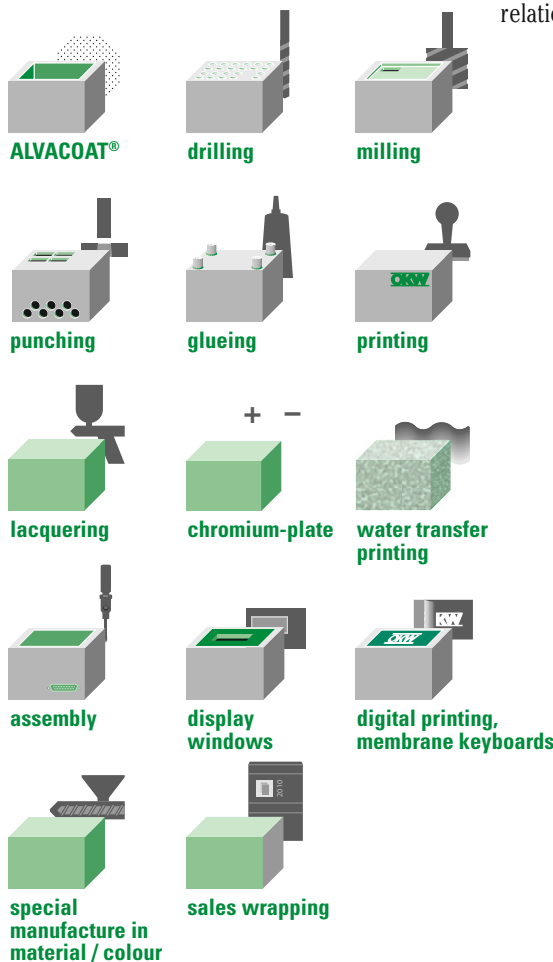 relatio
ALVACOAT®
drilling
milling
OKW
punching
glueing
printing
+ −
lacquering
chromium-plate
water transfer
printing
OKW
KW
assembly
display
windows
digital printing,
membrane keyboards
2010
special
manufacture in
material / colour
sales wrapping